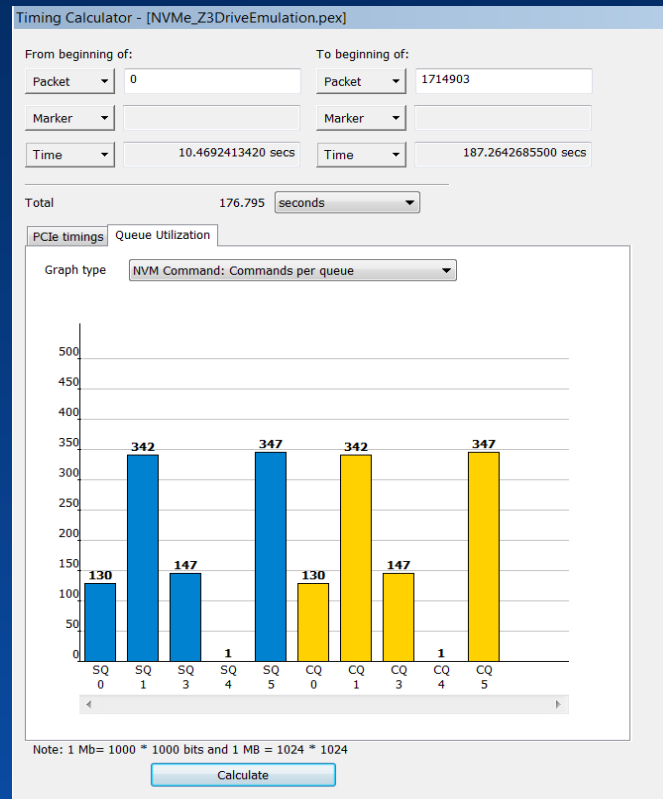 Timing Calculator - [NVMe_Z3DriveEmulation.pex]
From beginning of: To beginning of:
Packet 0 Packet 1714903
Marker Marker
Time 10.4692413420 secs Time 187.2642685500 secs
Total 176.795 seconds
PCIe timings Queue Utilization
Graph type NVM Command: Commands per queue
500
450
400
350
300
250
200
150
100
50
0
130 342 147 1 347 130 342 147 1 347
SQ SQ SQ SQ SQ CQ CQ CQ CQ CQ
0 1 3 4 5 0 1 3 4 5
Note: 1 Mb= 1000 * 1000 bits and 1 MB = 1024 * 1024
Calculate